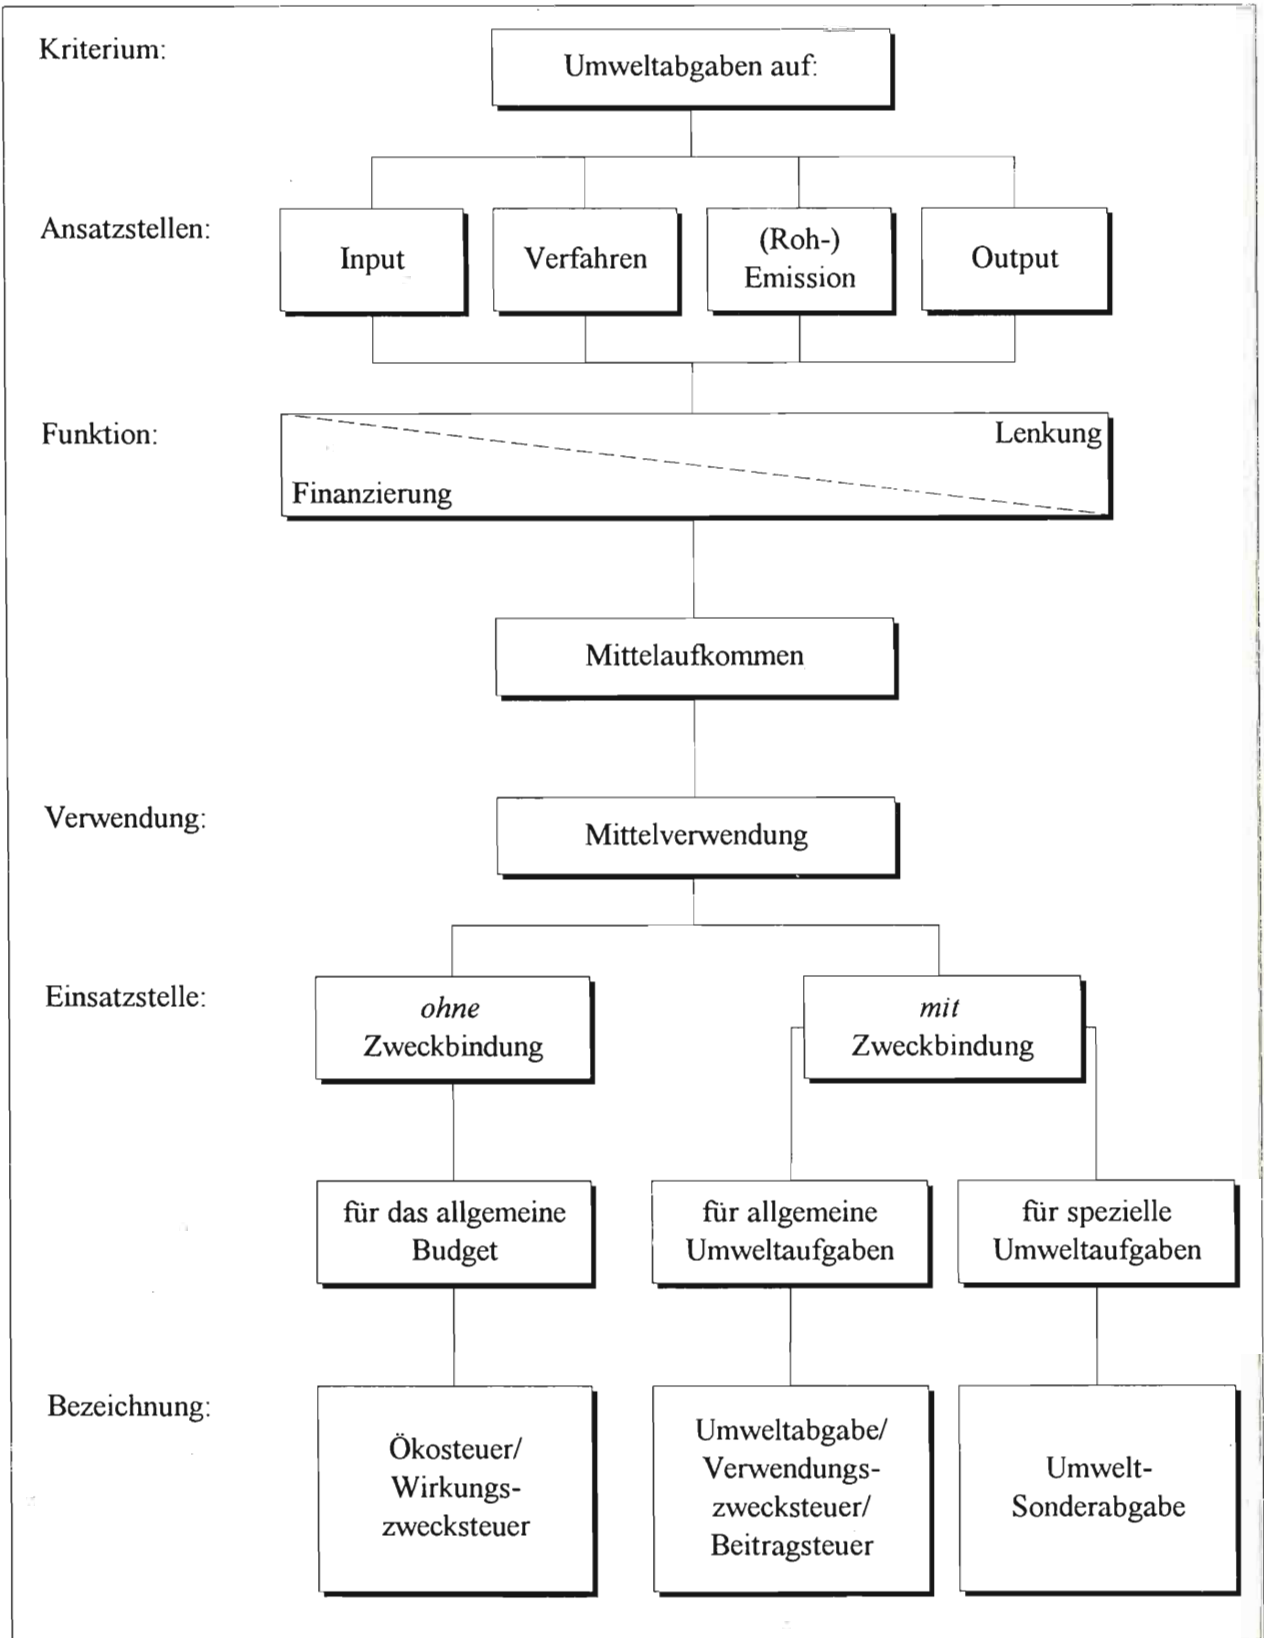 Kriterium:
Umweltabgaben auf:
Ansatzstellen:
Input
Verfahren
(Roh-)
Emission
Output
Funktion:
Lenkung
Finanzierung
Mittelaufkommen
Verwendung:
Mittelverwendung
Einsatzstelle:
ohne
Zweckbindung
mit
Zweckbindung
für das allgemeine
Budget
für allgemeine
Umweltaufgaben
für spezielle
Umweltaufgaben
Bezeichnung:
Ökosteuer/
Wirkungs-
zwecksteuer
Umweltabgabe/
Verwendungs-
zwecksteuer/
Beitragsteuer
Umwelt-
Sonderabgabe